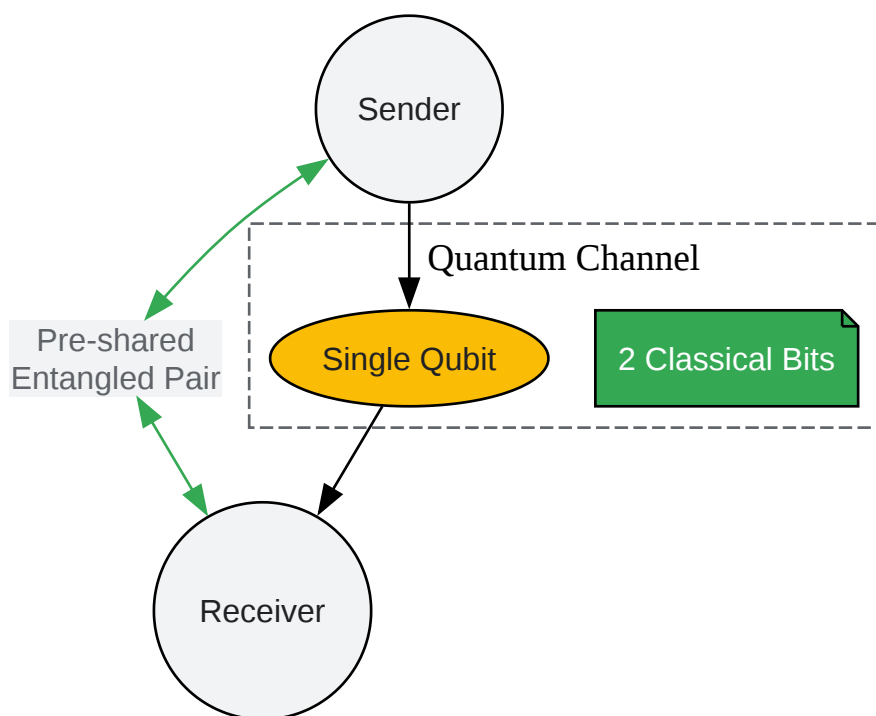 Sender
Quantum Channel
Single Qubit
2 Classical Bits
Pre-shared
Entangled Pair
Receiver